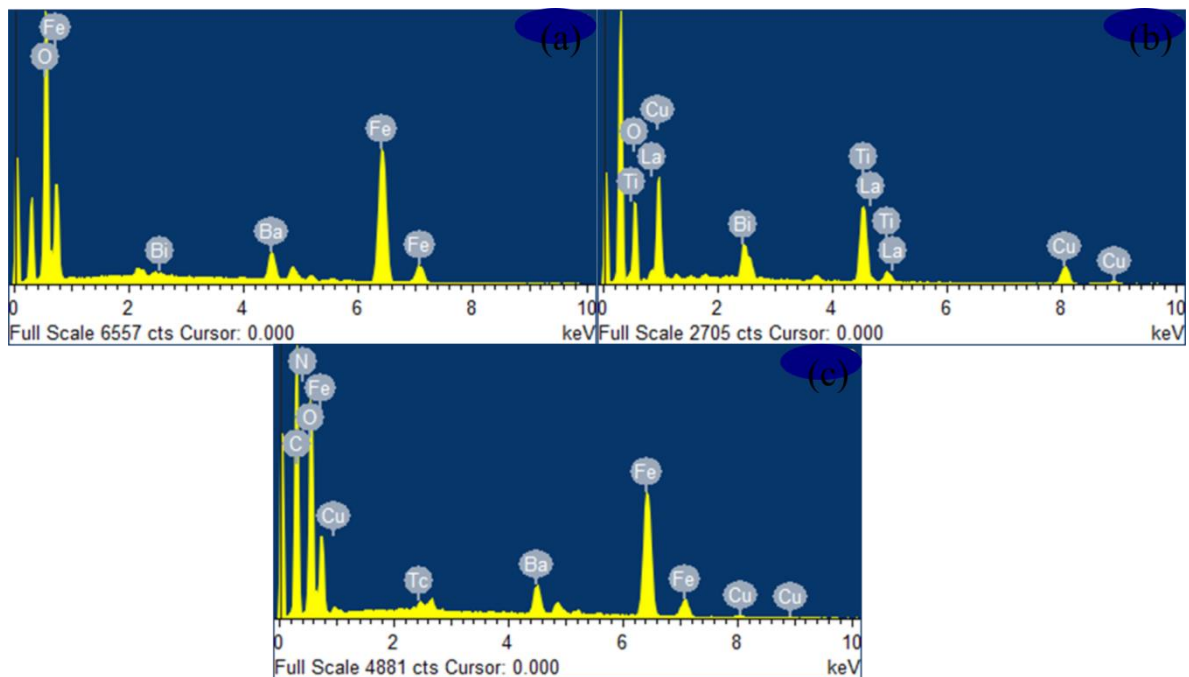 Fe (a)
O
Fe
Bi
Ba
Fe
0 2 4 6 8 10
Full Scale 6557 cts Cursor: 0.000 keV
(b)
Cu
O
La
Ti
Ti
La
Bi
Ti
La
Cu
Cu
0 2 4 6 8 10
Full Scale 2705 cts Cursor: 0.000 keV
N (c)
Fe
O
C
Fe
Cu
Tc
Ba
Fe
Cu
Cu
0 2 4 6 8 10
Full Scale 4881 cts Cursor: 0.000 keV